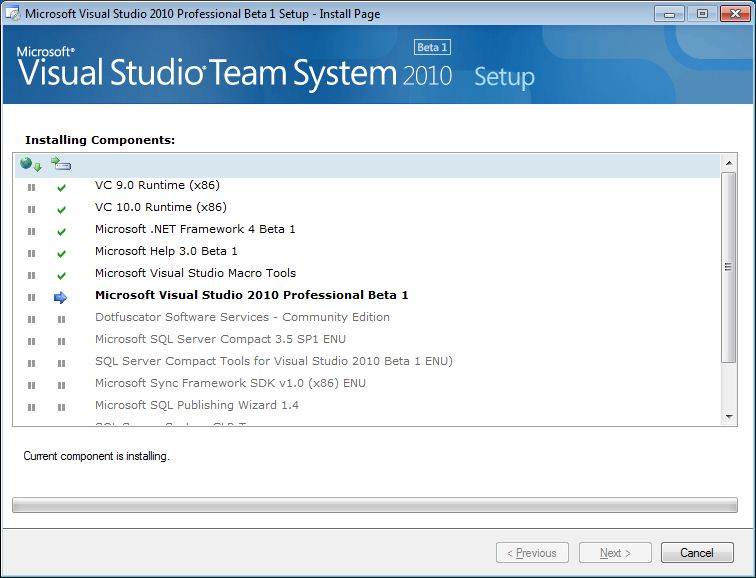 Microsoft Visual Studio 2010 Professional Beta 1 Setup - Install Page
Beta 1
Microsoft®
Visual Studio® Team System 2010 Setup
Installing Components:
VC 9.0 Runtime (x86)
VC 10.0 Runtime (x86)
Microsoft .NET Framework 4 Beta 1
Microsoft Help 3.0 Beta 1
Microsoft Visual Studio Macro Tools
Microsoft Visual Studio 2010 Professional Beta 1
Dotfuscator Software Services - Community Edition
Microsoft SQL Server Compact 3.5 SP1 ENU
SQL Server Compact Tools for Visual Studio 2010 Beta 1 ENU)
Microsoft Sync Framework SDK v1.0 (x86) ENU
Microsoft SQL Publishing Wizard 1.4
Current component is installing.
< Previous Next > Cancel